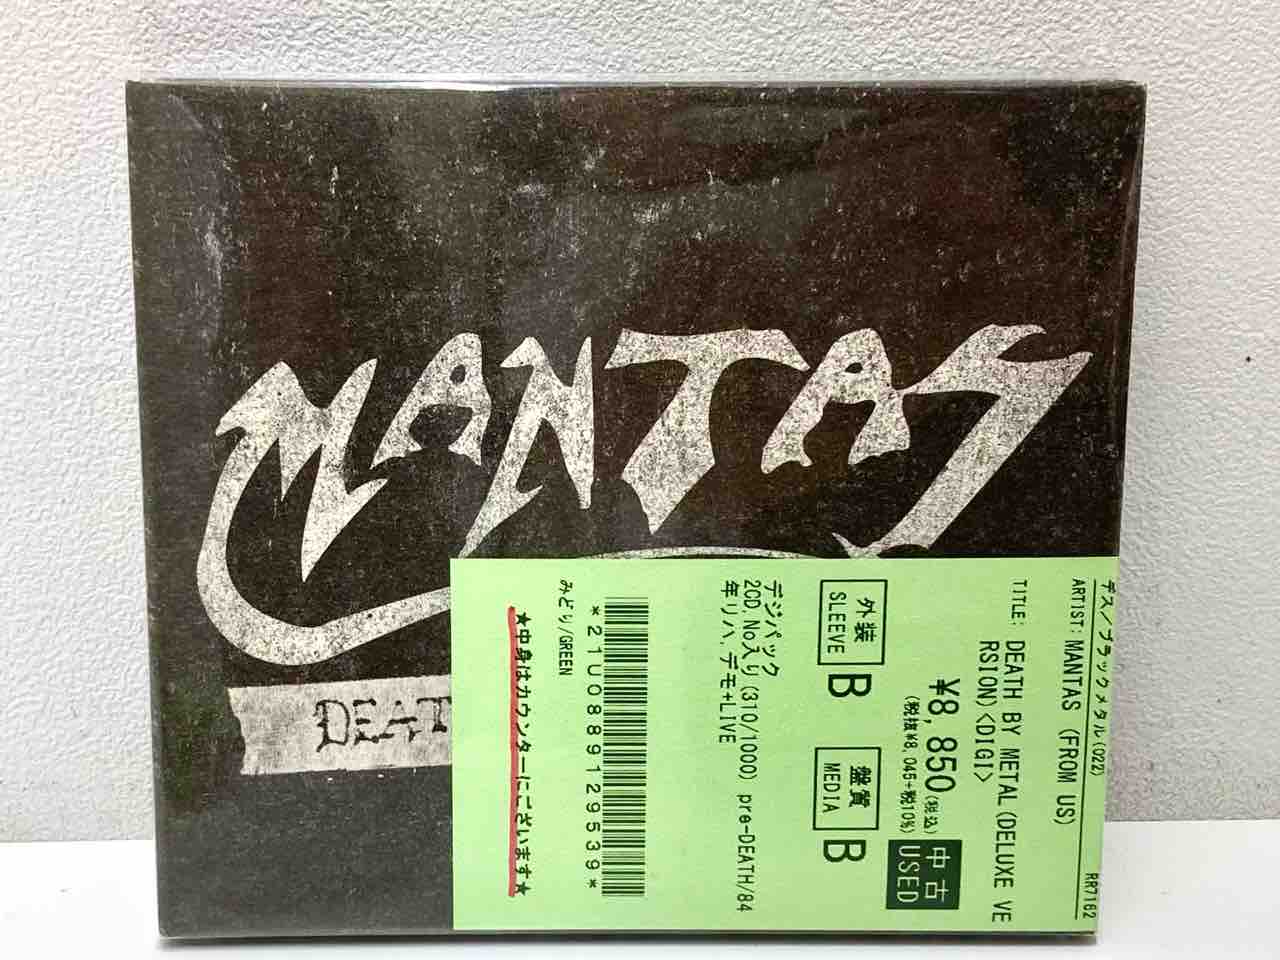 MANTAS
DEAT
デス/ブラックメタル(022)
RR7162
ARTIST: MANTAS (FROM US)
TITLE: DEATH BY METAL(DELUXE VE
RSION)<DIGI>
¥8,850(税込)
(税抜¥8,045+税10%)
中古
USED
外装
SLEEVE
B
盤質
MEDIA
B
デジパック
2CD, No入り(310/1000) pre-DEATH/84
年リハ, デモ+LIVE
*21U0889129539*
みどり/GREEN
★中身はカウンターにございます★